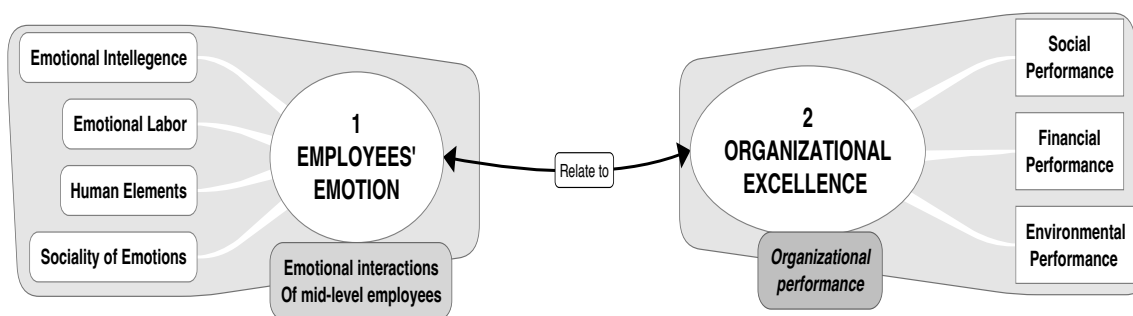 Emotional Intellegence
Emotional Labor
Human Elements
Sociality of Emotions
1
EMPLOYEES'
EMOTION
Emotional interactions
Of mid-level employees
Relate to
2
ORGANIZATIONAL
EXCELLENCE
Organizational
performance
Social
Performance
Financial
Performance
Environmental
Performance